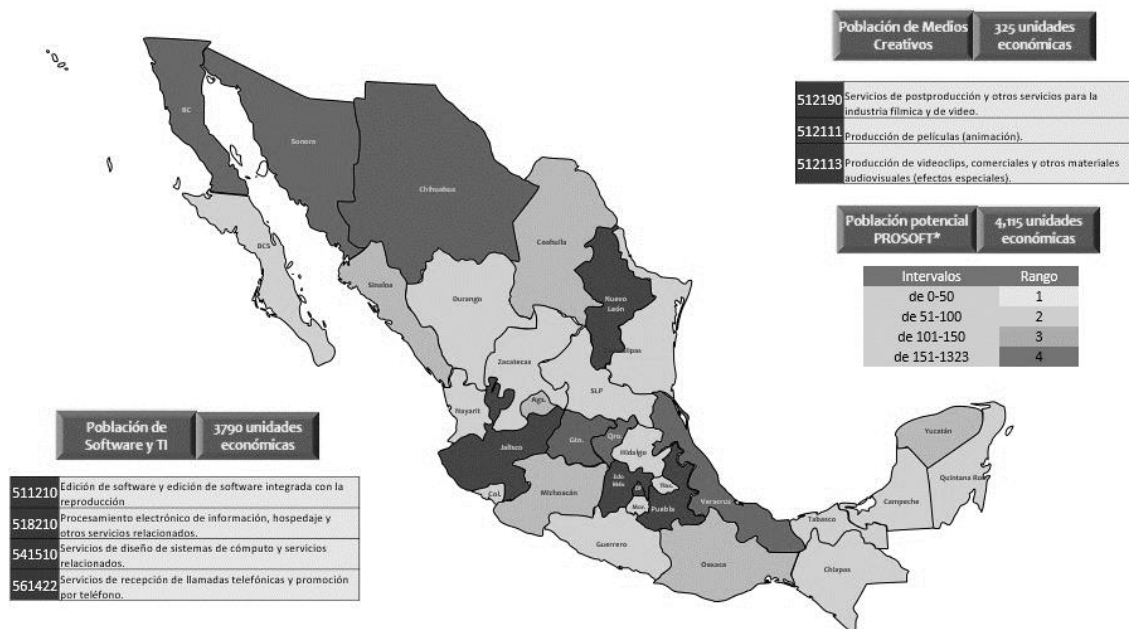 Población de Medios
Creativos
325 unidades
económicas
512190 Servicios de postproducción y otros servicios para la
industria fílmica y de video.
512111 Producción de películas (animación).
512113 Producción de videoclips, comerciales y otros materiales
audiovisuales (efectos especiales).
Población potencial
PROSOFT*
4,115 unidades
económicas
Intervalos Rango
de 0-50 1
de 51-100 2
de 101-150 3
de 151-1323 4
BC
Sonora
Chihuahua
BCS
Coahuila
Sinaloa
Durango
Nuevo
León
Zacatecas
SLP
Nayarit
Ags.
Jalisco
Gto.
Qro.
Hidalgo
Col.
Michoacán
Edo
Tlax.
Mor.
Puebla
Veracruz
Guerrero
Oaxaca
Tabasco
Chiapas
Campeche
Yucatán
Quintana Roo
Población de
Software y TI
3790 unidades
económicas
511210 Edición de software y edición de software integrada con la
reproducción
518210 Procesamiento electrónico de información, hospedaje y
otros servicios relacionados.
541510 Servicios de diseño de sistemas de cómputo y servicios
relacionados.
561422 Servicios de recepción de llamadas telefónicas y promoción
por teléfono.